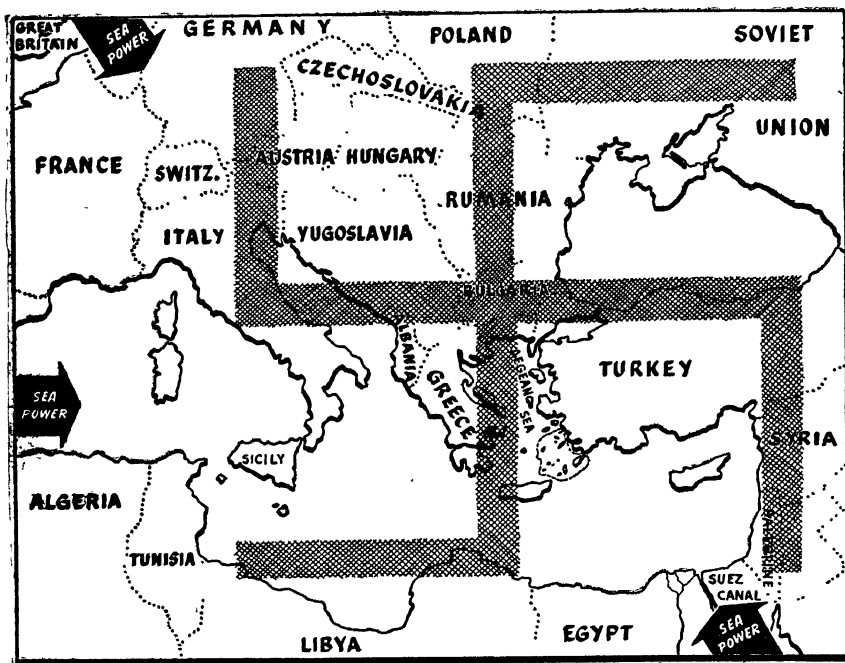 GREAT
BRITAIN
SEA
POWER
GERMANY
POLAND
SOVIET
UNION
CZECHOSLOVAKIA
FRANCE
SWITZ.
AUSTRIA HUNGARY
RUMANIA
ITALY
YUGOSLAVIA
BULGARIA
ALBANIA
GREECE
AEGEAN
SEA
TURKEY
SEA
POWER
SYRIA
SICILY
ALGERIA
TUNISIA
PALESTINE
SUEZ
CANAL
LIBYA
EGYPT
SEA
POWER